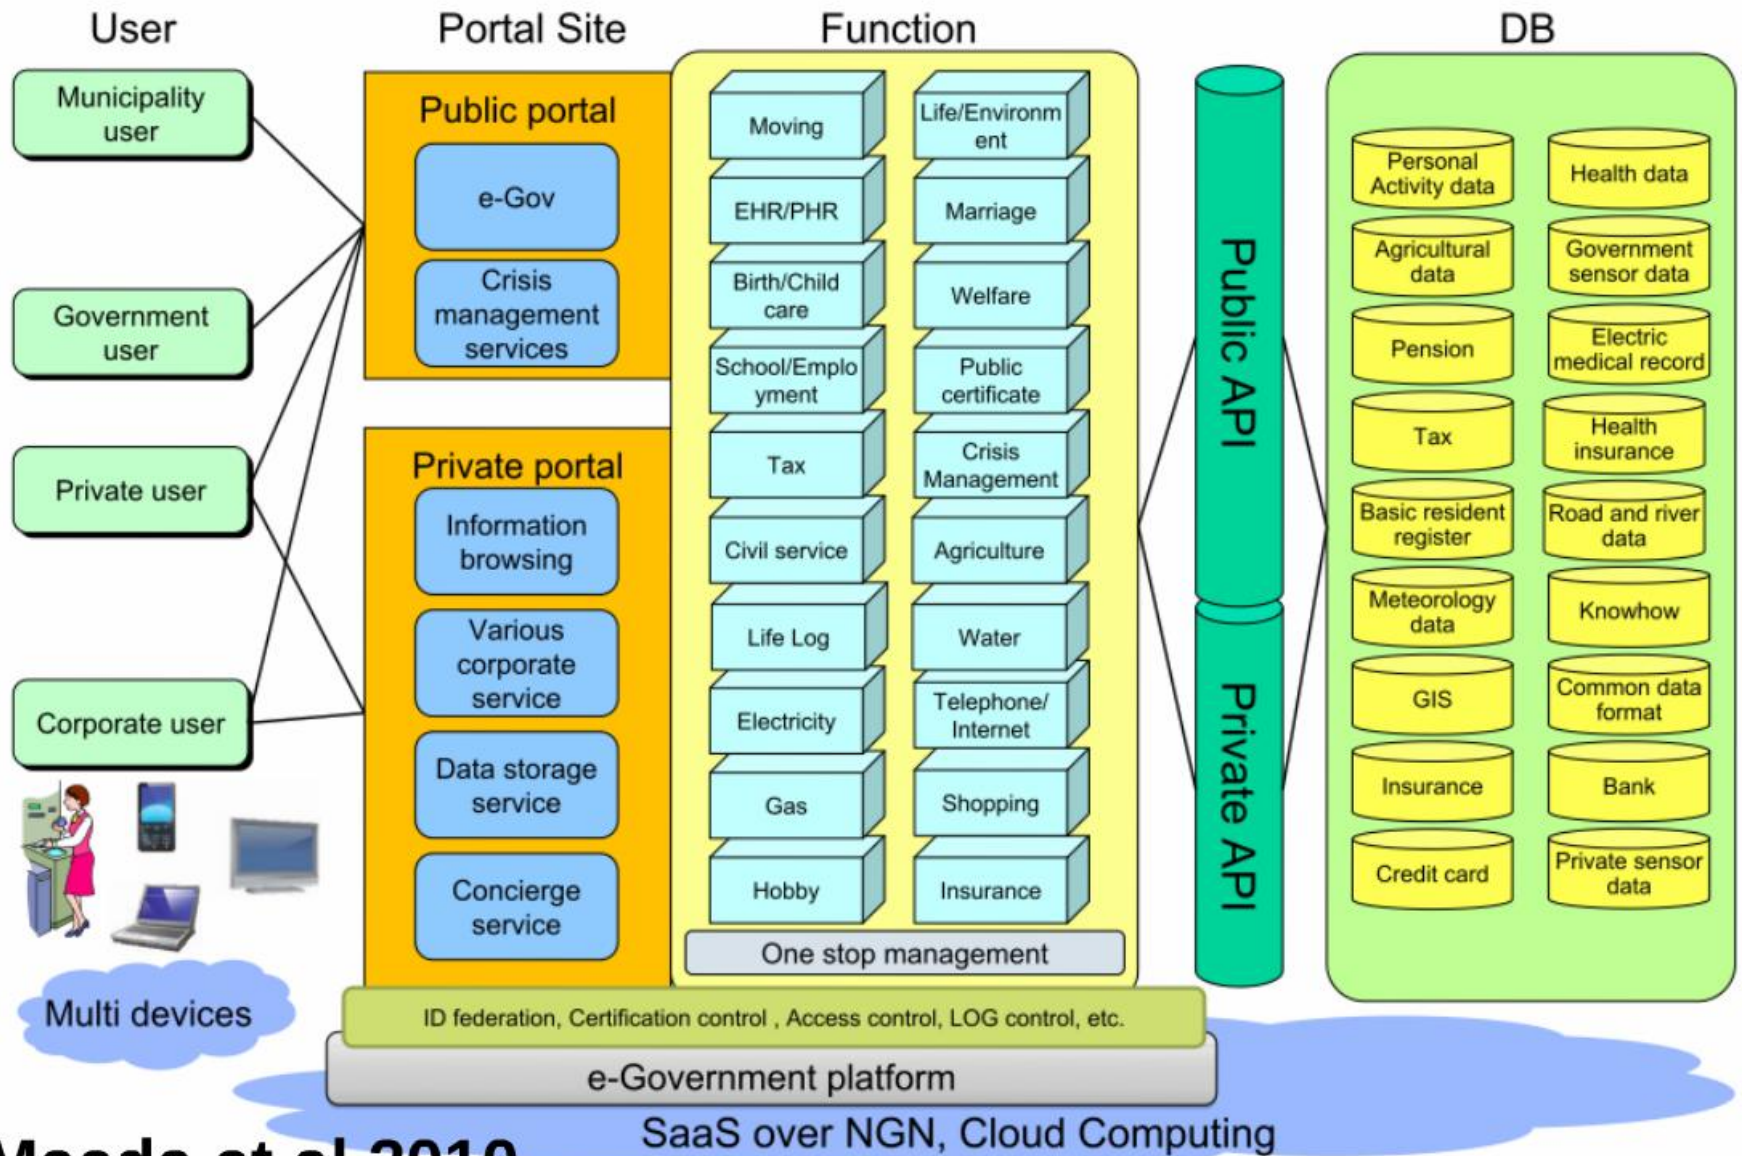 User
Portal Site
Function
DB
Municipality
user
Government
user
Private user
Corporate user
Multi devices
Public portal
e-Gov
Crisis
management
services
Private portal
Information
browsing
Various
corporate
service
Data storage
service
Concierge
service
Moving
Life/Environm
ent
EHR/PHR
Marriage
Birth/Child
care
Welfare
School/Emplo
yment
Public
certificate
Tax
Crisis
Management
Civil service
Agriculture
Life Log
Water
Electricity
Telephone/
Internet
Gas
Shopping
Hobby
Insurance
One stop management
Public API
Private API
Personal
Activity data
Health data
Agricultural
data
Government
sensor data
Pension
Electric
medical record
Tax
Health
insurance
Basic resident
register
Road and river
data
Meteorology
data
Knowhow
GIS
Common data
format
Insurance
Bank
Credit card
Private sensor
data
ID federation, Certification control , Access control, LOG control, etc.
e-Government platform
SaaS over NGN, Cloud Computing
et al 2010